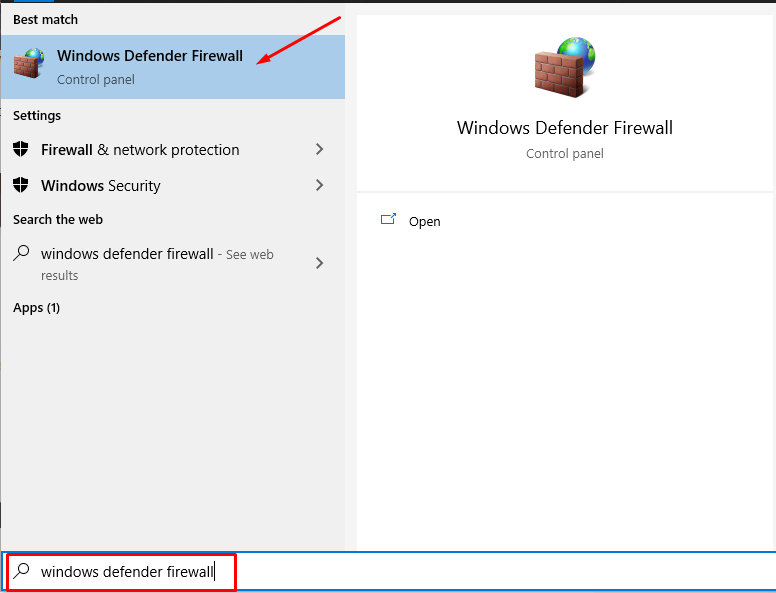 Best match
Windows Defender Firewall
Control panel
Settings
Firewall & network protection
Windows Security
Search the web
windows defender firewall - See web
results
Apps (1)
Windows Defender Firewall
Control panel
Open
windows defender firewall